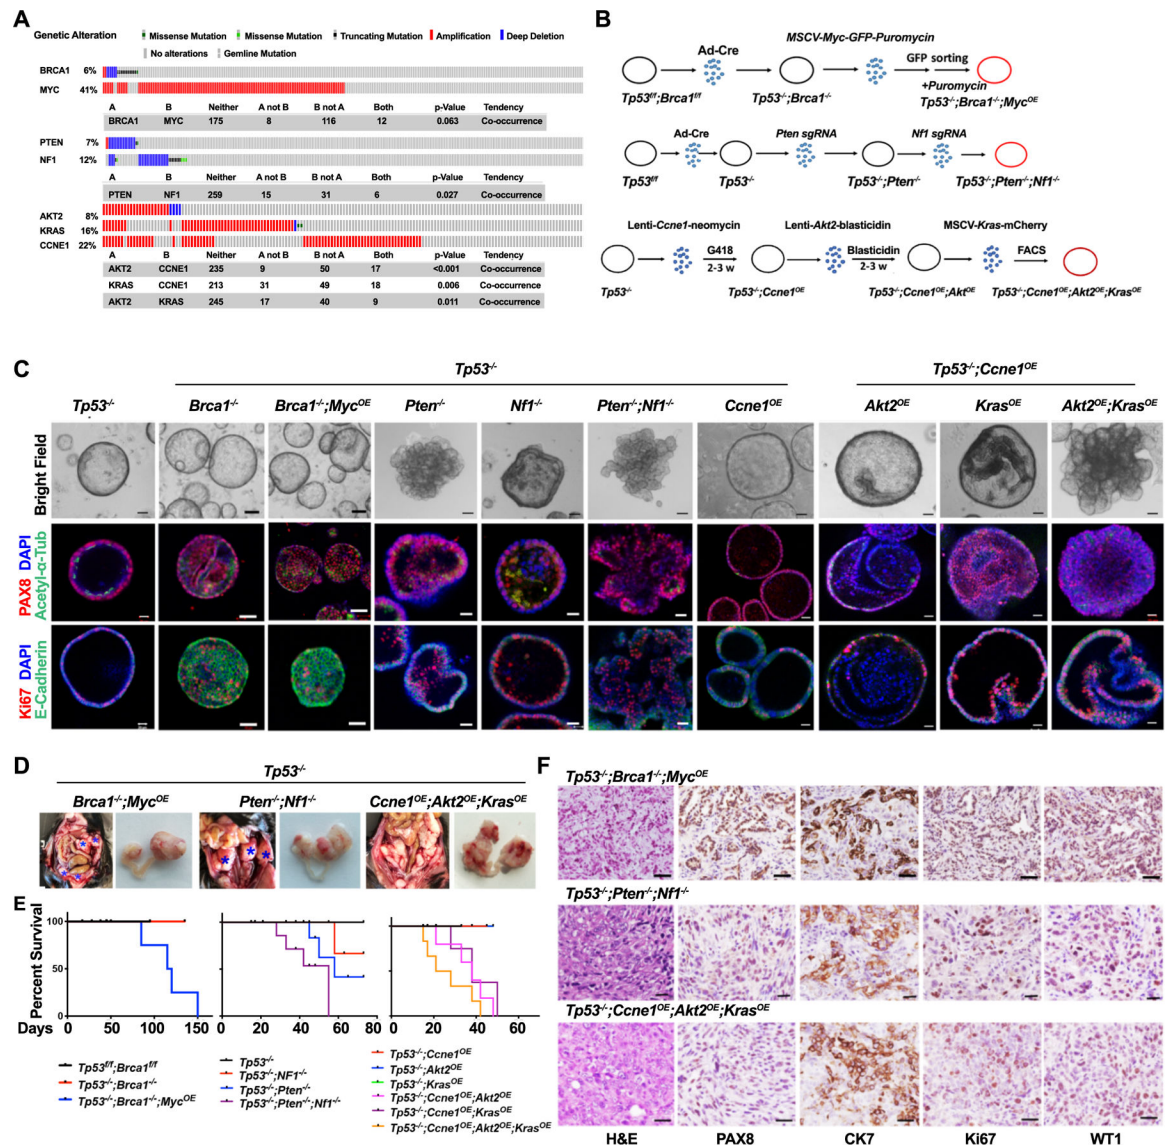 A
Genetic Alteration
Missense Mutation Missense Mutation Truncating Mutation Amplification Deep Deletion
No alterations Gemline Mutation
BRCA1 6%
MYC 41%
A B Neither A not B B not A Both p-Value Tendency
BRCA1 MYC 175 8 116 12 0.063 Co-occurrence
PTEN 7%
NF1 12%
A B Neither A not B B not A Both p-Value Tendency
PTEN NF1 259 15 31 6 0.027 Co-occurrence
AKT2 8%
KRAS 16%
CCNE1 22%
A B Neither A not B B not A Both p-Value Tendency
AKT2 CCNE1 235 9 50 17 <0.001 Co-occurrence
KRAS CCNE1 213 31 49 18 0.006 Co-occurrence
AKT2 KRAS 245 17 40 9 0.011 Co-occurrence
B
MSCV-Myc-GFP-Puromycin
Ad-Cre GFP sorting
+Puromycin
Tp53f/f;Brca1f/f Tp53-/-;Brca1-/- Tp53-/-;Brca1-/-;MycOE
Ad-Cre Pten sgRNA Nf1 sgRNA
Tp53f/f Tp53-/- Tp53-/-;Pten-/- Tp53-/-;Pten-/-;Nf1-/-
Lenti-Ccne1-neomycin Lenti-Akt2-blasticidin MSCV-Kras-mCherry
G418 Blasticidin FACS
2-3 w 2-3 w
Tp53-/- Tp53-/-;Ccne1OE Tp53-/-;Ccne1OE;AktOE Tp53-/-;Ccne1OE;Akt2OE;KrasOE
C
Tp53-/- Tp53-/-;Ccne1OE
Tp53-/- Brca1-/- Brca1-/-;MycOE Pten-/- Nf1-/- Pten-/-;Nf1-/- Ccne1OE Akt2OE KrasOE Akt2OE;KrasOE
Bright Field
PAX8 DAPI
Acetyl-α-Tub
Ki67 DAPI
E-Cadherin
D
Tp53-/-
Brca1-/-;MycOE Pten-/-;Nf1-/- Ccne1OE;Akt2OE;KrasOE
* * * * * * *
E
Percent Survival
100
50
0
Days 0 50 100 150 0 20 40 60 80 0 20 40 60
Tp53f/f;Brca1f/f
Tp53-/-;Brca1-/-
Tp53-/-;Brca1-/-;MycOE
Tp53-/-
Tp53-/-;NF1-/-
Tp53-/-;Pten-/-
Tp53-/-;Pten-/-;Nf1-/-
Tp53-/-;Ccne1OE
Tp53-/-;Akt2OE
Tp53-/-;KrasOE
Tp53-/-;Ccne1OE;Akt2OE
Tp53-/-;Ccne1OE;KrasOE
Tp53-/-;Ccne1OE;Akt2OE;KrasOE
F
Tp53-/-;Brca1-/-;MycOE
Tp53-/-;Pten-/-;Nf1-/-
Tp53-/-;Ccne1OE;Akt2OE;KrasOE
H&E PAX8 CK7 Ki67 WT1